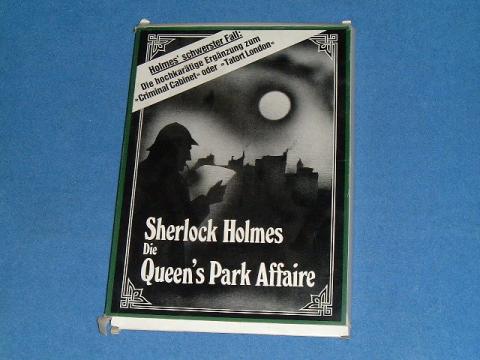 Holmes' schwerster Fall:
Die hochkarätige Ergänzung zum
»Criminal Cabinet« oder »Tatort London«
Sherlock Holmes
Die
Queen's Park Affaire